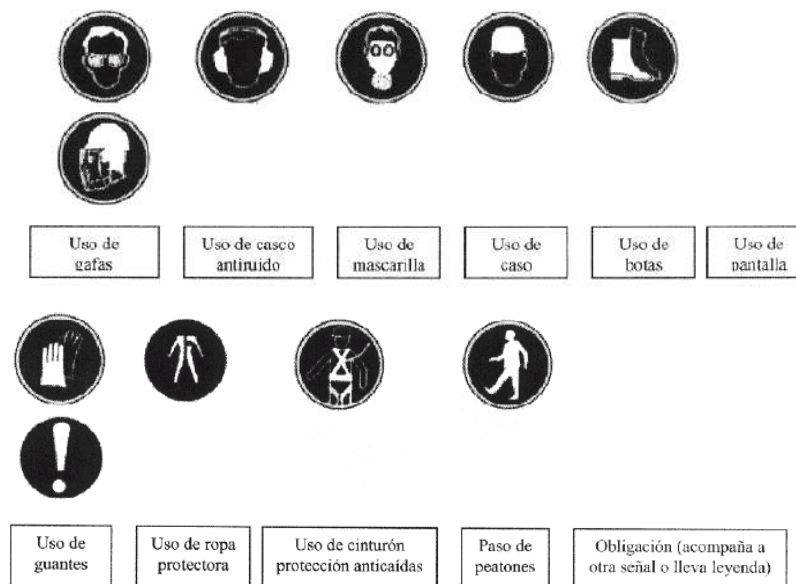 Uso de
gafas
Uso de casco
antiruido
Uso de
mascarilla
Uso de
caso
Uso de
botas
Uso de
pantalla
Uso de
guantes
Uso de ropa
protectora
Uso de cinturón
protección anticaídas
Paso de
peatones
Obligación (acompaña a
otra señal o lleva leyenda)